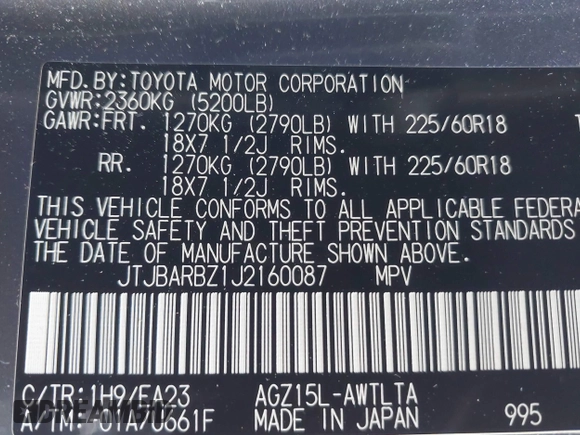 MFD. BY: TOYOTA MOTOR CORPORATION
GVWR: 2360KG (5200LB)
GAWR: FRT. 1270KG (2790LB) WITH 225/60R18
18X7 1/2J RIMS.
RR. 1270KG (2790LB) WITH 225/60R18
18X7 1/2J RIMS.
THIS VEHICLE CONFORMS TO ALL APPLICABLE FEDERA
VEHICLE SAFETY AND THEFT PREVENTION STANDARDS
THE DATE OF MANUFACTURE SHOWN ABOVE.
JTJBARBZ1J2160087 MPV
C/TR: 1H9/EA23 AGZ15L-AWTLTA
A/TM: 01A/U661F MADE IN JAPAN 995